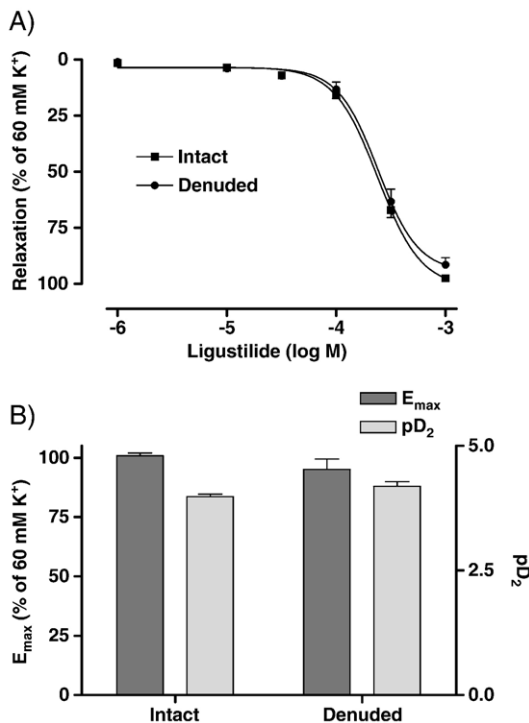 A)
0
25
50
75
100
Relaxation (% of 60 mM K⁺)
Intact
Denuded
-6
-5
-4
-3
Ligustilide (log M)
B)
Eₘₐₓ
pD₂
100
75
50
25
0
Eₘₐₓ (% of 60 mM K⁺)
5.0
2.5
0.0
pD₂
Intact
Denuded